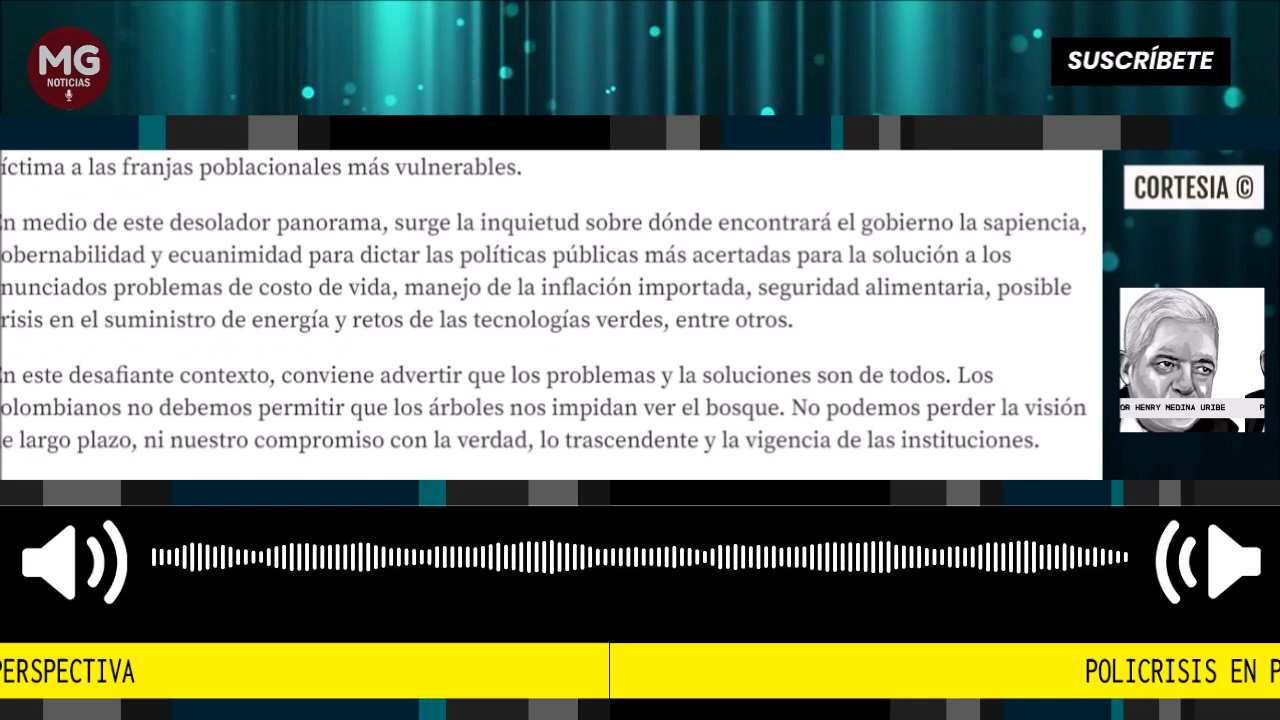 MG
NOTICIAS
SUSCRÍBETE
íctima a las franjas poblacionales más vulnerables.
n medio de este desolador panorama, surge la inquietud sobre dónde encontrará el gobierno la sapiencia,
obernabilidad y ecuanimidad para dictar las políticas públicas más acertadas para la solución a los
nunciados problemas de costo de vida, manejo de la inflación importada, seguridad alimentaria, posible
risis en el suministro de energía y retos de las tecnologías verdes, entre otros.
n este desafiante contexto, conviene advertir que los problemas y la soluciones son de todos. Los
olombianos no debemos permitir que los árboles nos impidan ver el bosque. No podemos perder la visión
e largo plazo, ni nuestro compromiso con la verdad, lo trascendente y la vigencia de las instituciones.
CORTESIA ©
OR HENRY MEDINA URIBE P
PERSPECTIVA
POLICRISIS EN P